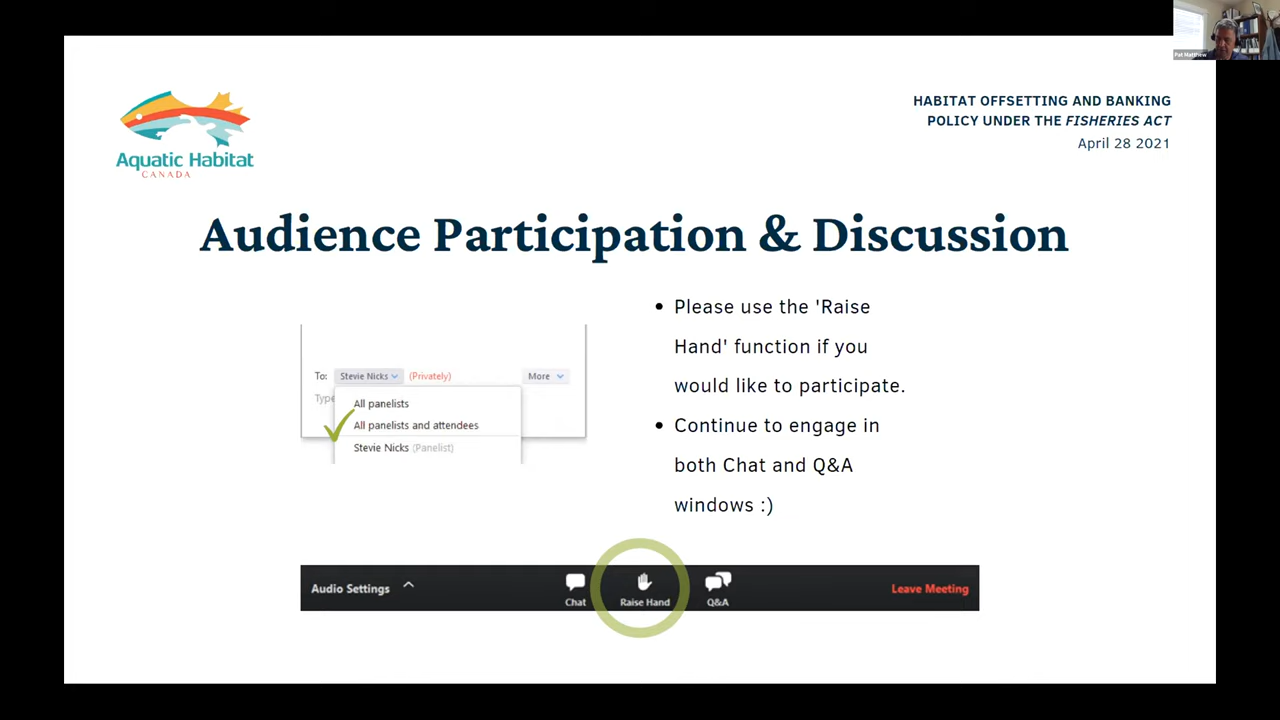 Pat Matthew
HABITAT OFFSETTING AND BANKING
POLICY UNDER THE FISHERIES ACT
April 28 2021
Aquatic Habitat
CANADA
Audience Participation & Discussion
To: Stevie Nicks (Privately) More
Type
All panelists
All panelists and attendees
Stevie Nicks (Panelist)
• Please use the 'Raise
Hand' function if you
would like to participate.
• Continue to engage in
both Chat and Q&A
windows :)
Audio Settings Chat Raise Hand Q&A Leave Meeting